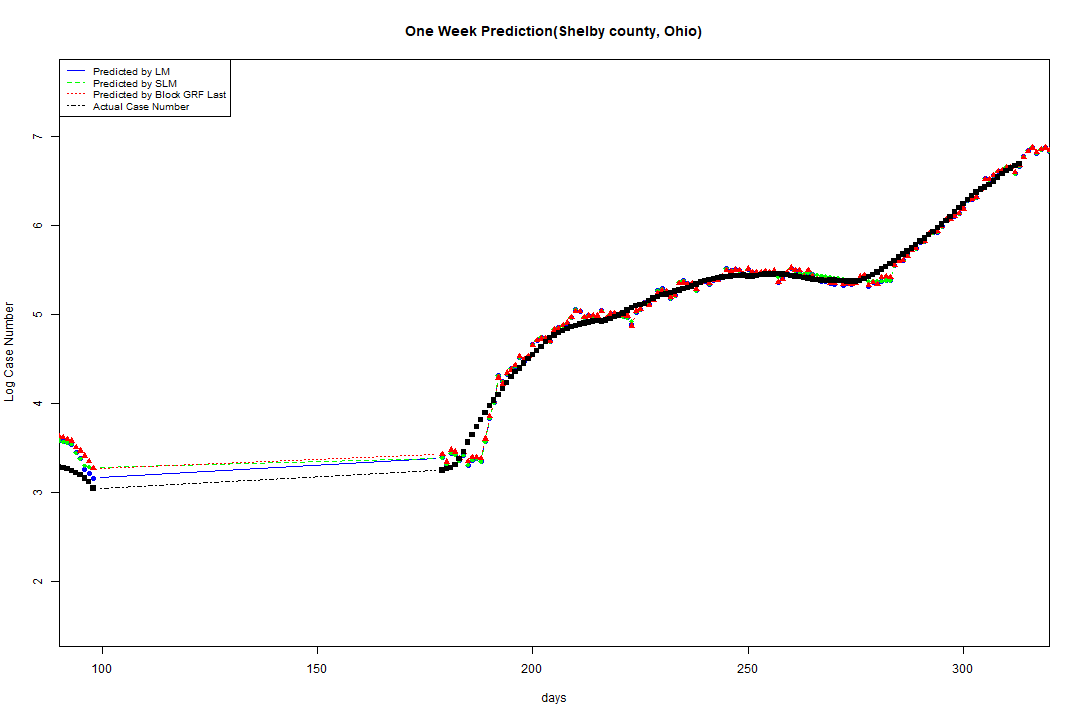 One Week Prediction(Shelby county, Ohio)
Predicted by LM
Predicted by SLM
Predicted by Block GRF Last
Actual Case Number
Log Case Number
7
6
5
4
3
2
100 150 200 250 300
days